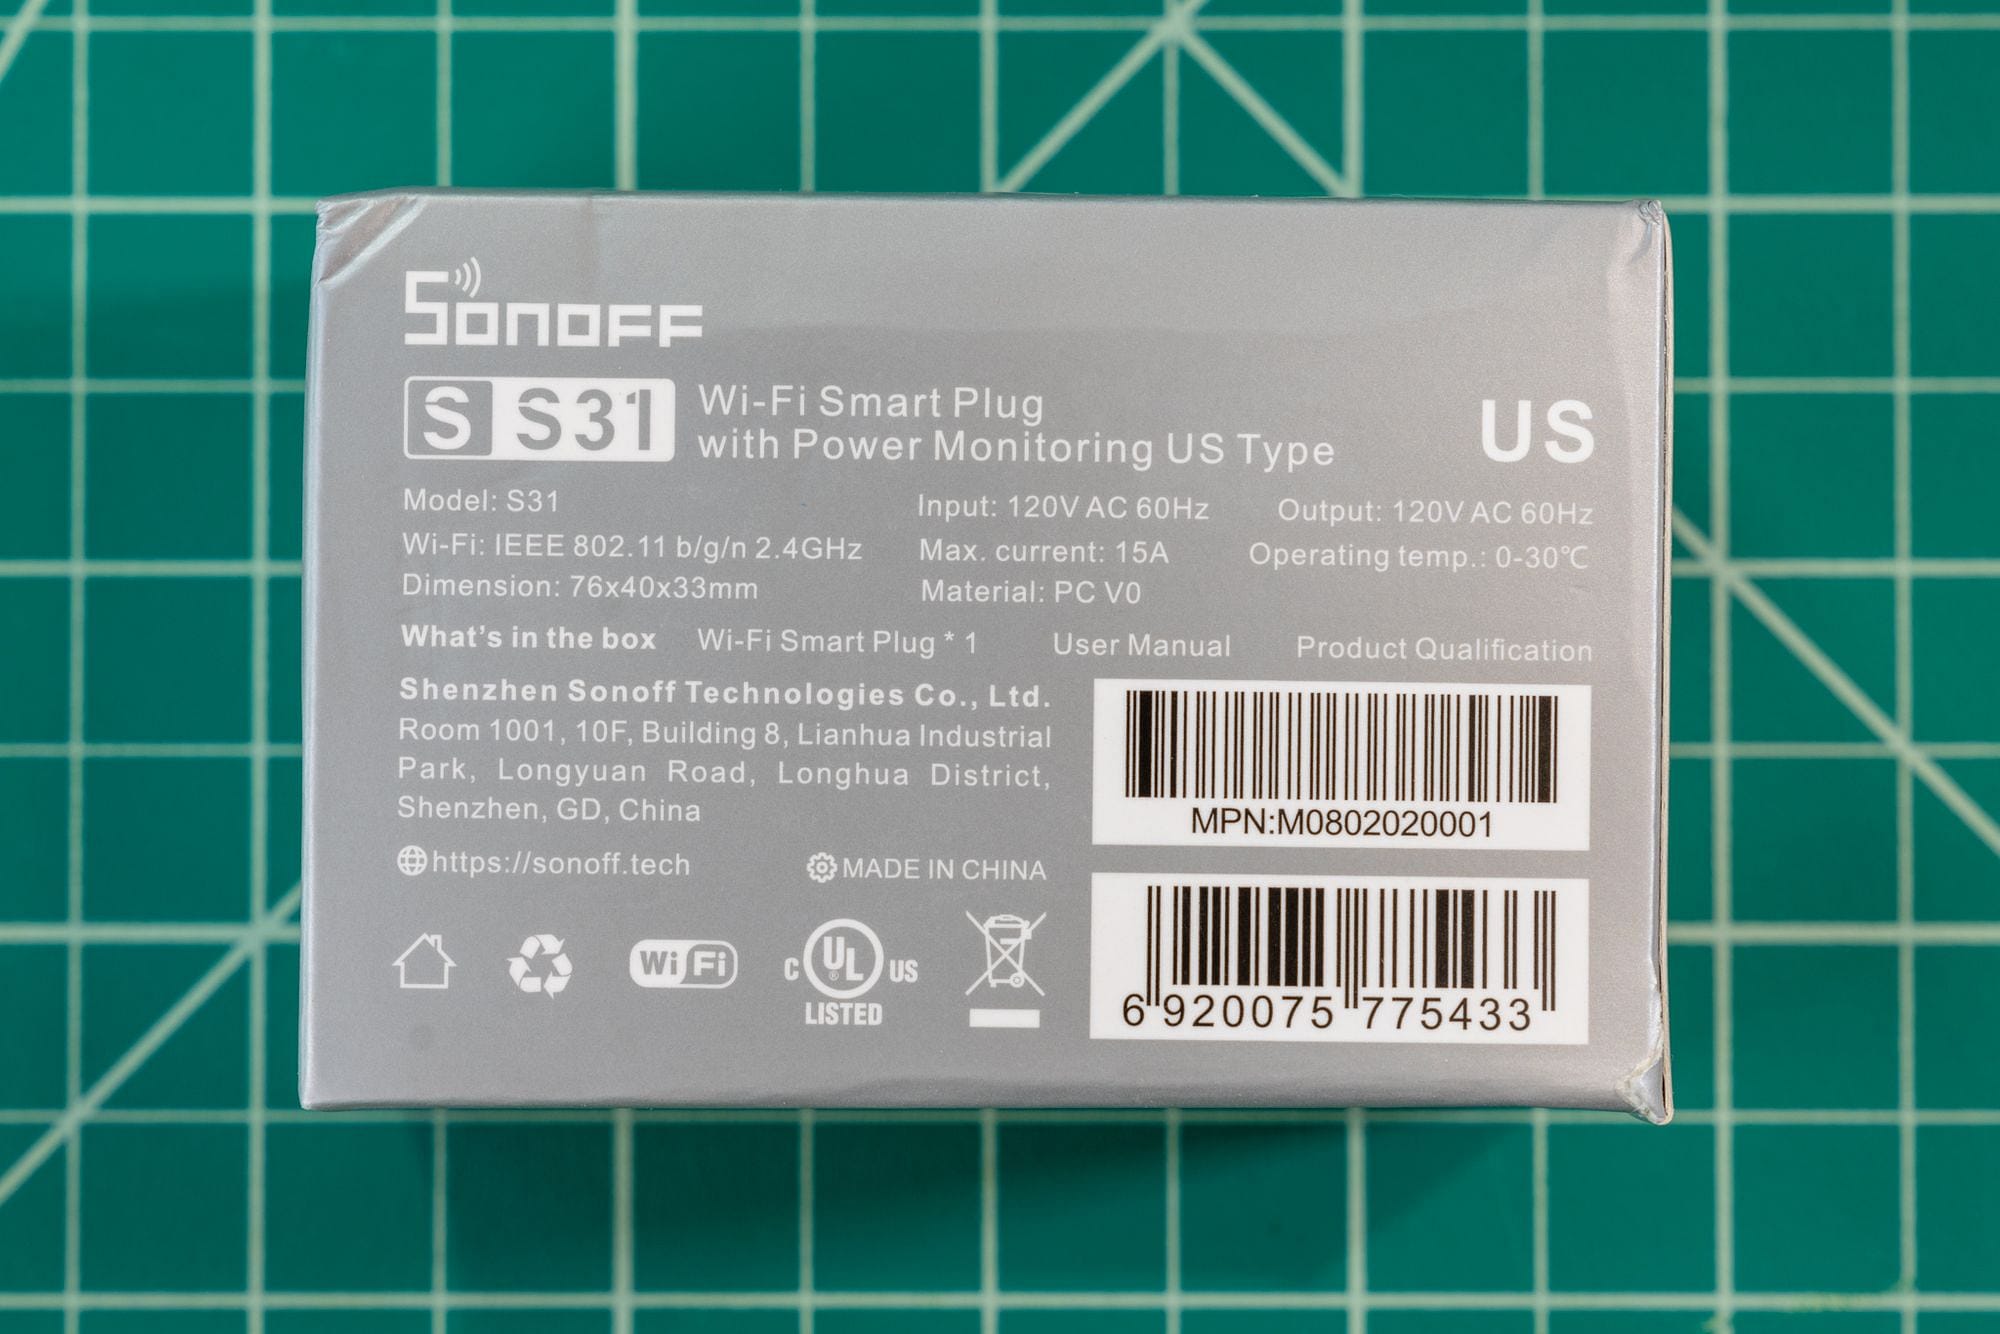 SONOFF
S S31 Wi-Fi Smart Plug
with Power Monitoring US Type
US
Model: S31 Input: 120V AC 60Hz Output: 120V AC 60Hz
Wi-Fi: IEEE 802.11 b/g/n 2.4GHz Max. current: 15A Operating temp.: 0-30℃
Dimension: 76x40x33mm Material: PC V0
What's in the box Wi-Fi Smart Plug * 1 User Manual Product Qualification
Shenzhen Sonoff Technologies Co., Ltd.
Room 1001, 10F, Building 8, Lianhua Industrial
Park, Longyuan Road, Longhua District,
Shenzhen, GD, China
MPN:M0802020001
https://sonoff.tech MADE IN CHINA
Wi Fi
C UL® US
LISTED
6 920075 775433